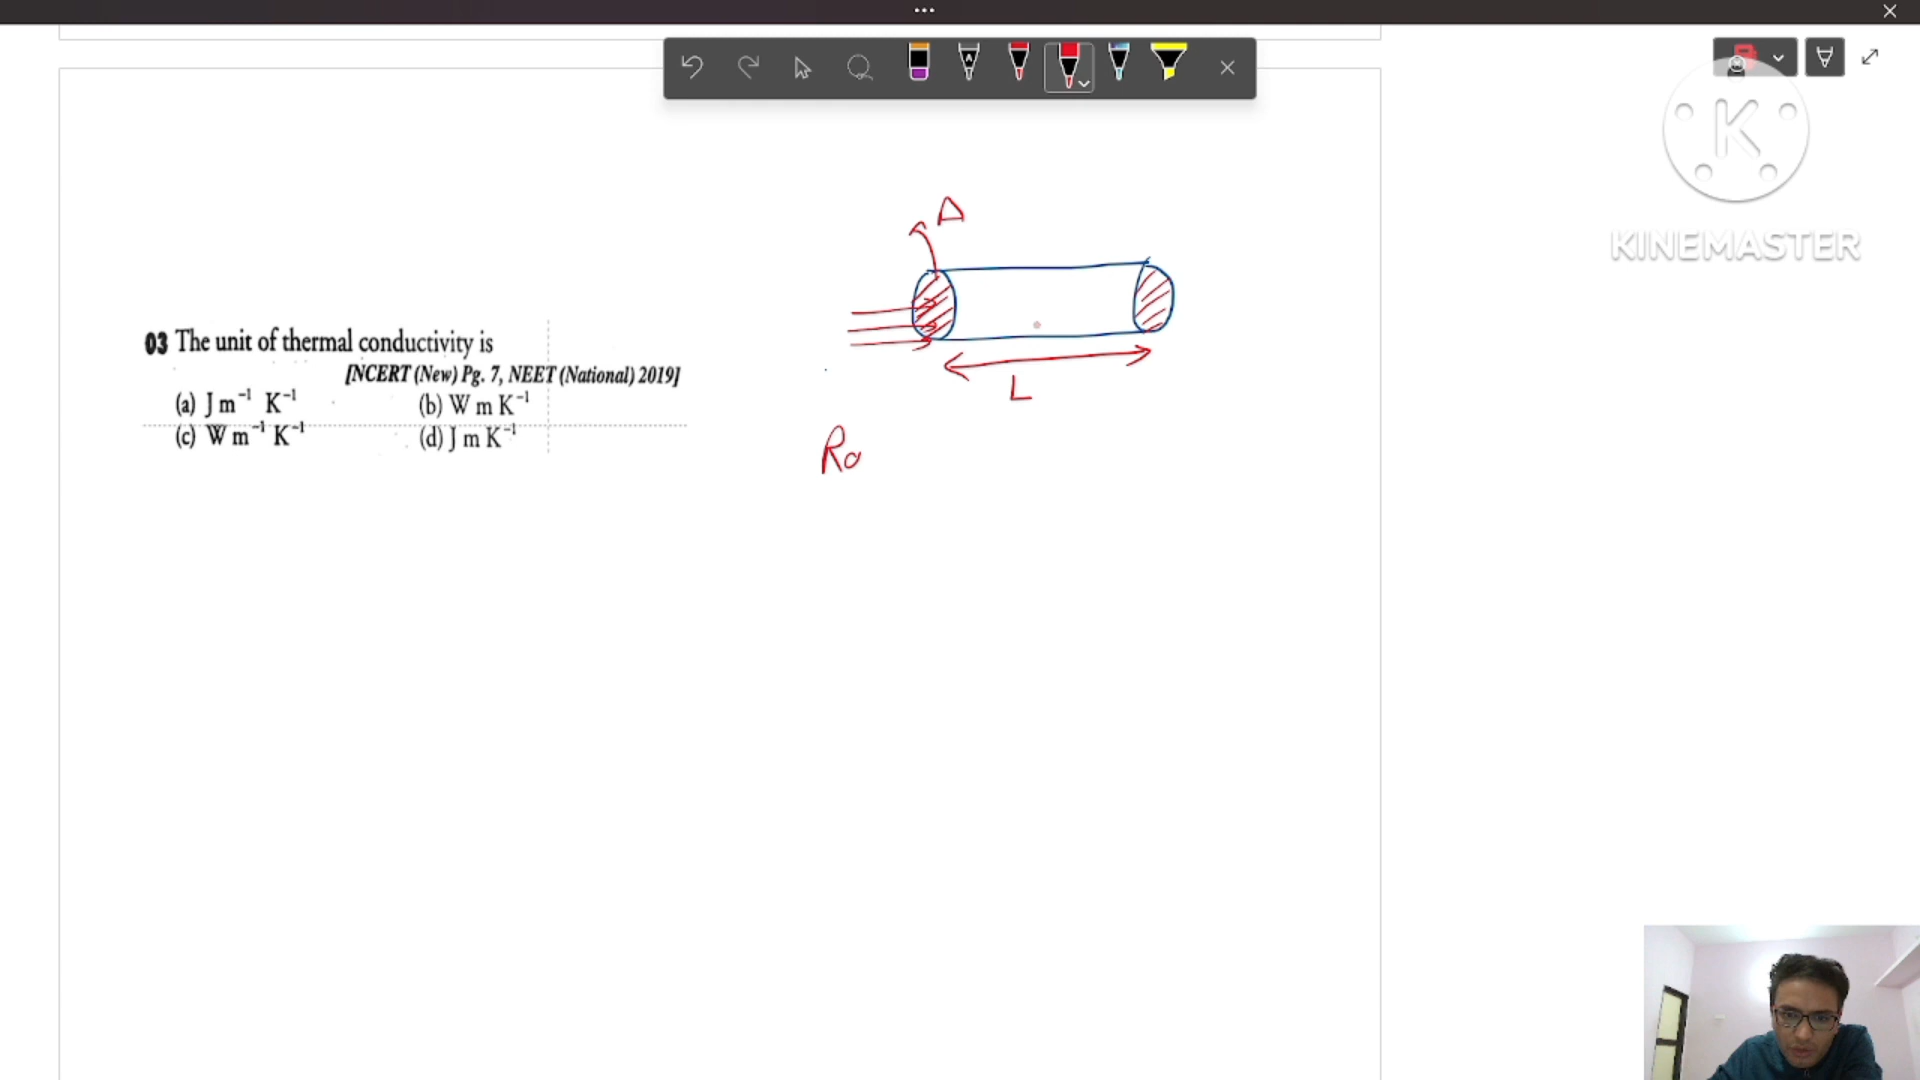 K
KINEMASTER
A
03 The unit of thermal conductivity is
[NCERT (New) Pg. 7, NEET (National) 2019]
(a) J m⁻¹ K⁻¹ (b) W m K⁻¹
(c) W m⁻¹ K⁻¹ (d) J m K⁻¹
L
Ra